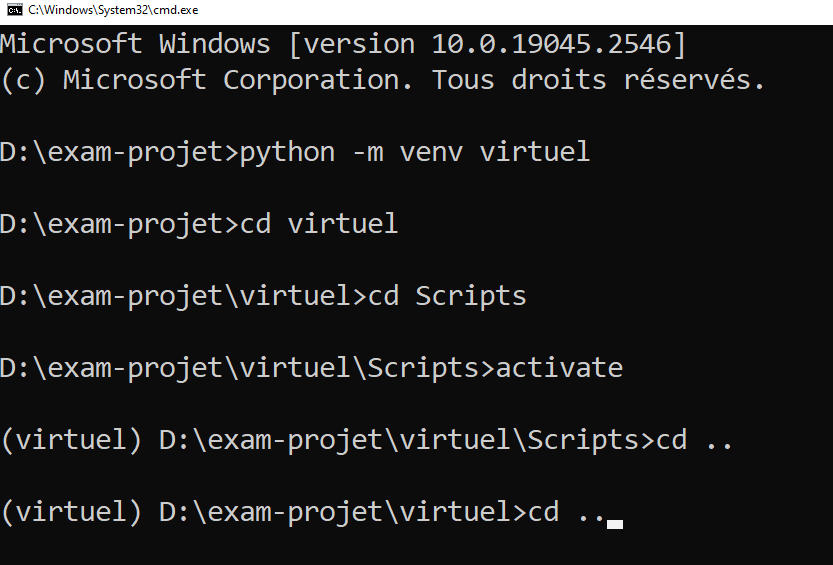 C:\Windows\System32\cmd.exe
Microsoft Windows [version 10.0.19045.2546]
(c) Microsoft Corporation. Tous droits réservés.
D:\exam-projet>python -m venv virtuel
D:\exam-projet>cd virtuel
D:\exam-projet\virtuel>cd Scripts
D:\exam-projet\virtuel\Scripts>activate
(virtuel) D:\exam-projet\virtuel\Scripts>cd ..
(virtuel) D:\exam-projet\virtuel>cd ..